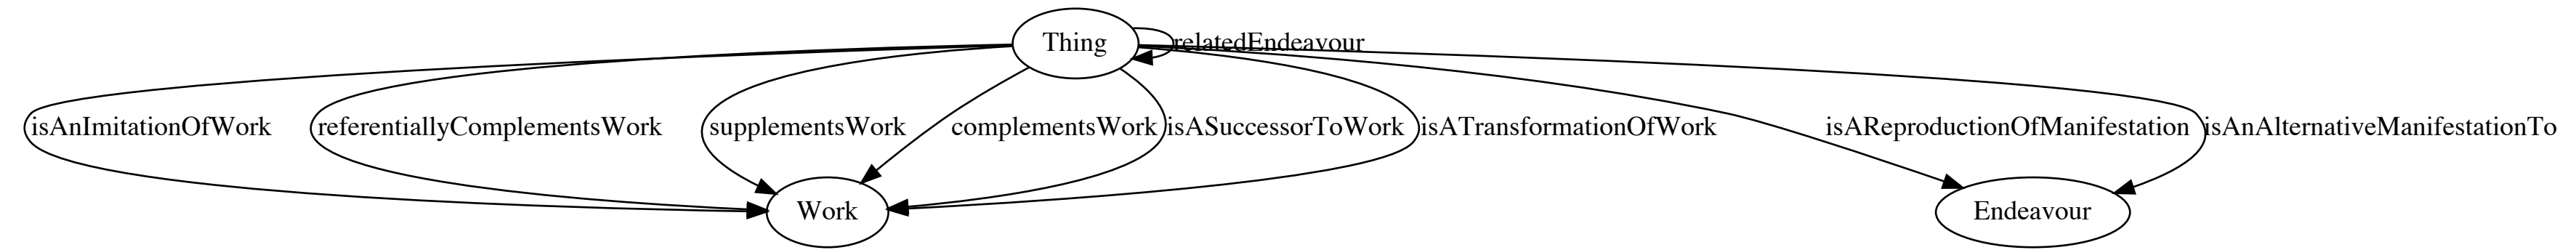 Thing
relatedEndeavour
isAnImitationOfWork
referentiallyComplementsWork
supplementsWork
complementsWork
isASuccessorToWork
isATransformationOfWork
isAReproductionOfManifestation
isAnAlternativeManifestationTo
Work
Endeavour